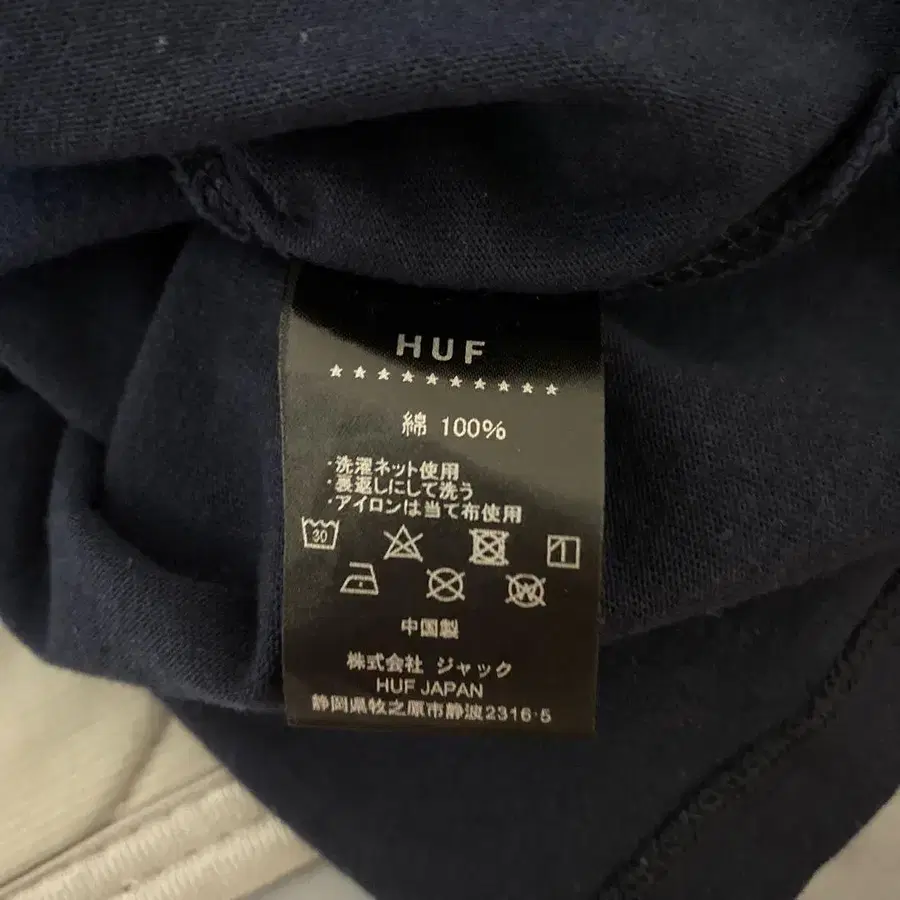 HUF
綿 100%
・洗濯ネット使用
・裏返しにして洗う
・アイロンは当て布使用
30
W
中国製
株式会社 ジャック
HUF JAPAN
静岡県牧之原市静波2316-5